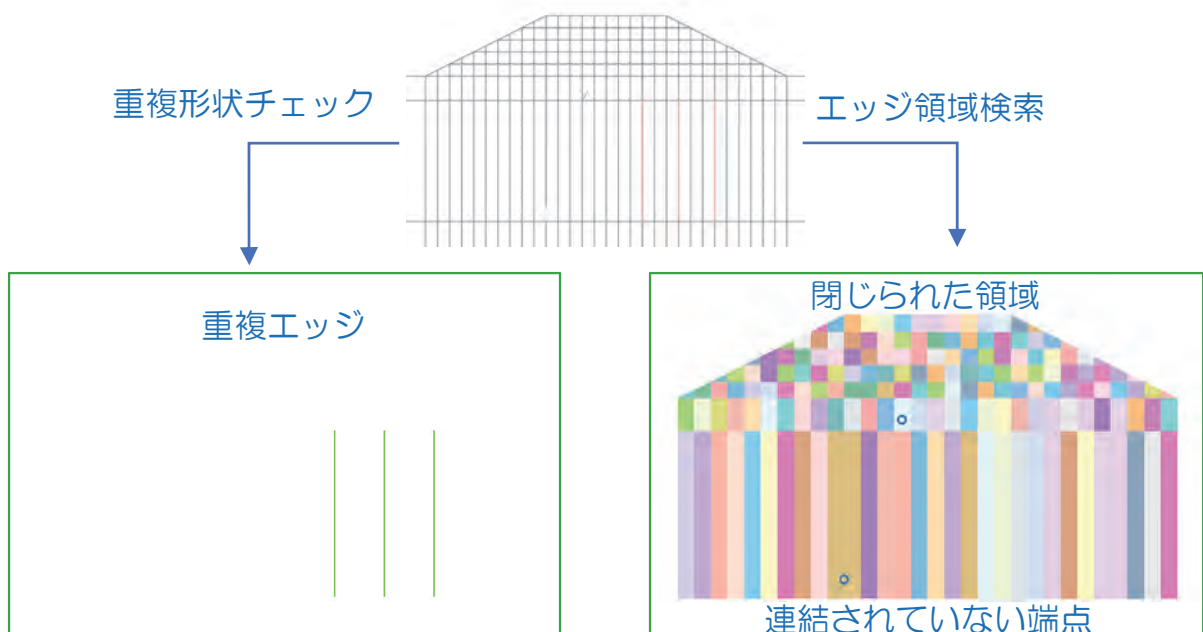 重複形状チェック
エッジ領域検索
重複エッジ
閉じられた領域
連結されていない端点